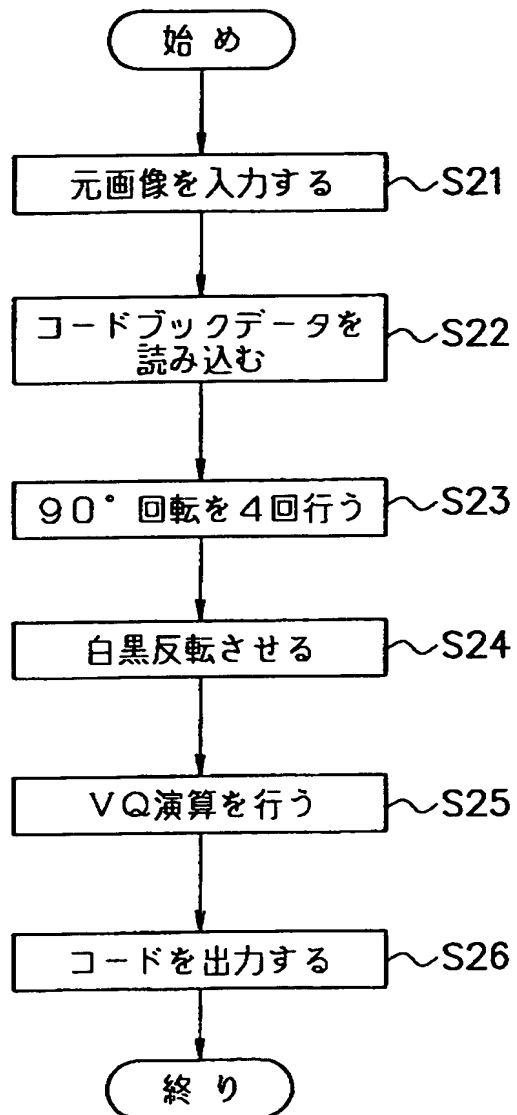 始め
元画像を入力する
S21
コードブックデータを
読み込む
S22
90°回転を4回行う
S23
白黒反転させる
S24
VQ演算を行う
S25
コードを出力する
S26
終り